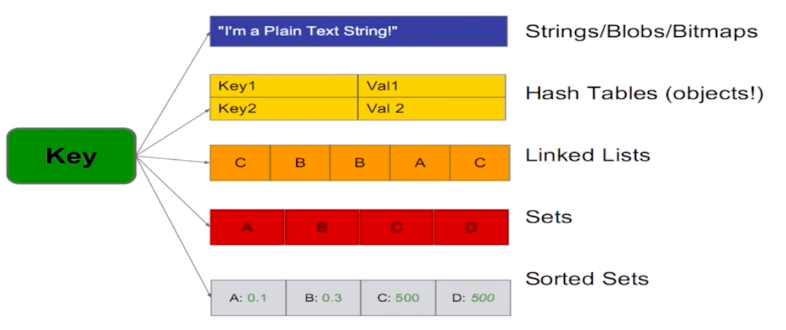 "I'm a Plain Text String!"
Strings/Blobs/Bitmaps
Key1 Val1
Key2 Val 2
Hash Tables (objects!)
Key
C B B A C
Linked Lists
A B C D
Sets
A: 0.1 B: 0.3 C: 500 D: 500
Sorted Sets